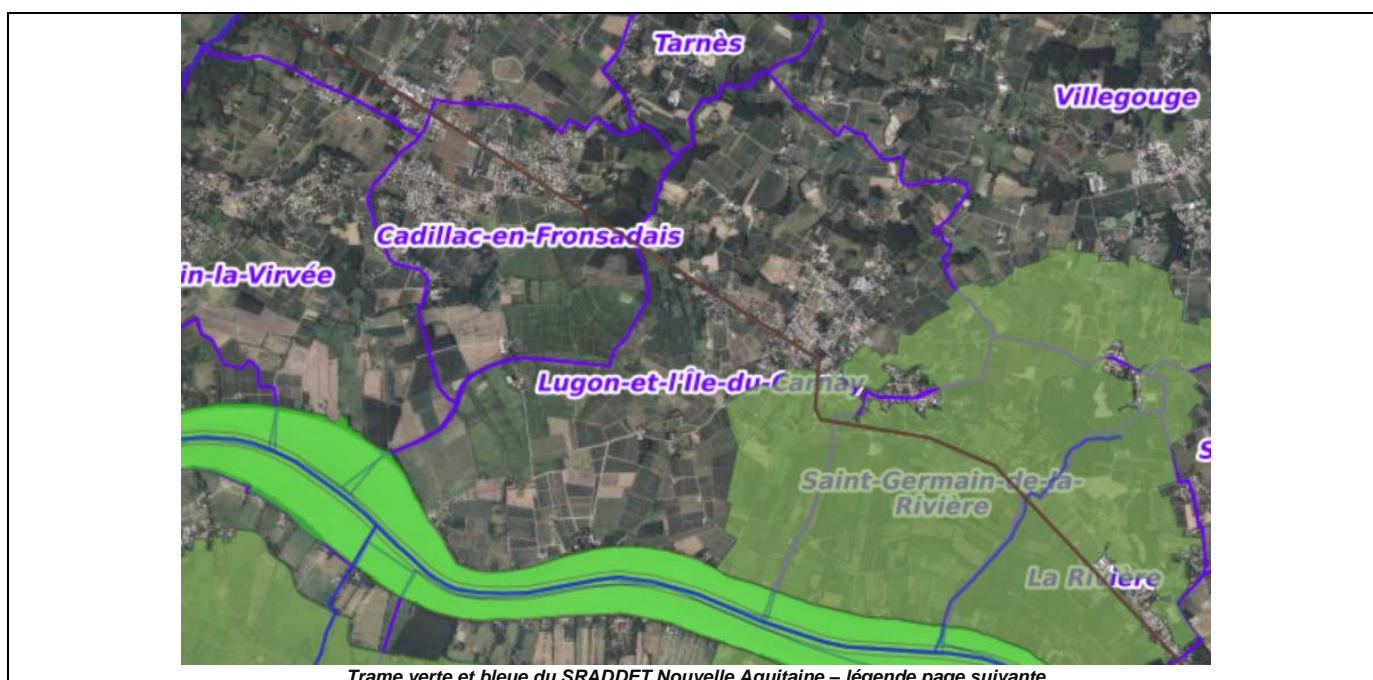 Tarnès
Villegouge
Cadillac-en-Fronsadais
in-la-Virvée
Lugon-et-l'Île-du-Carnay
S
Saint-Germain-de-la-
Rivière
La Rivière
Trame verte et bleue du SRADDET Nouvelle Aquitaine – légende page suivante